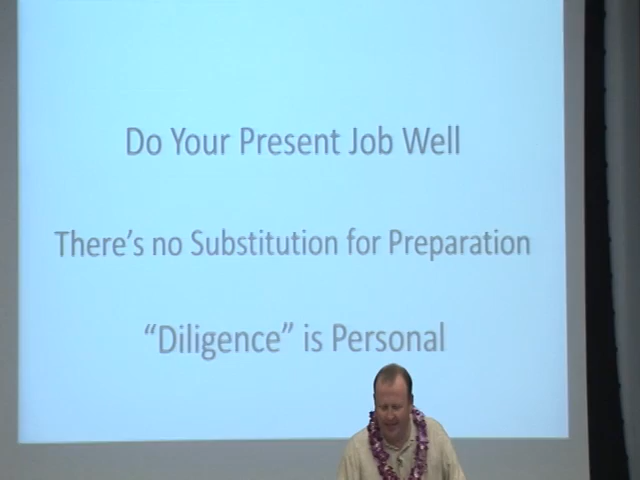 Do Your Present Job Well
There's no Substitution for Preparation
“Diligence” is Personal